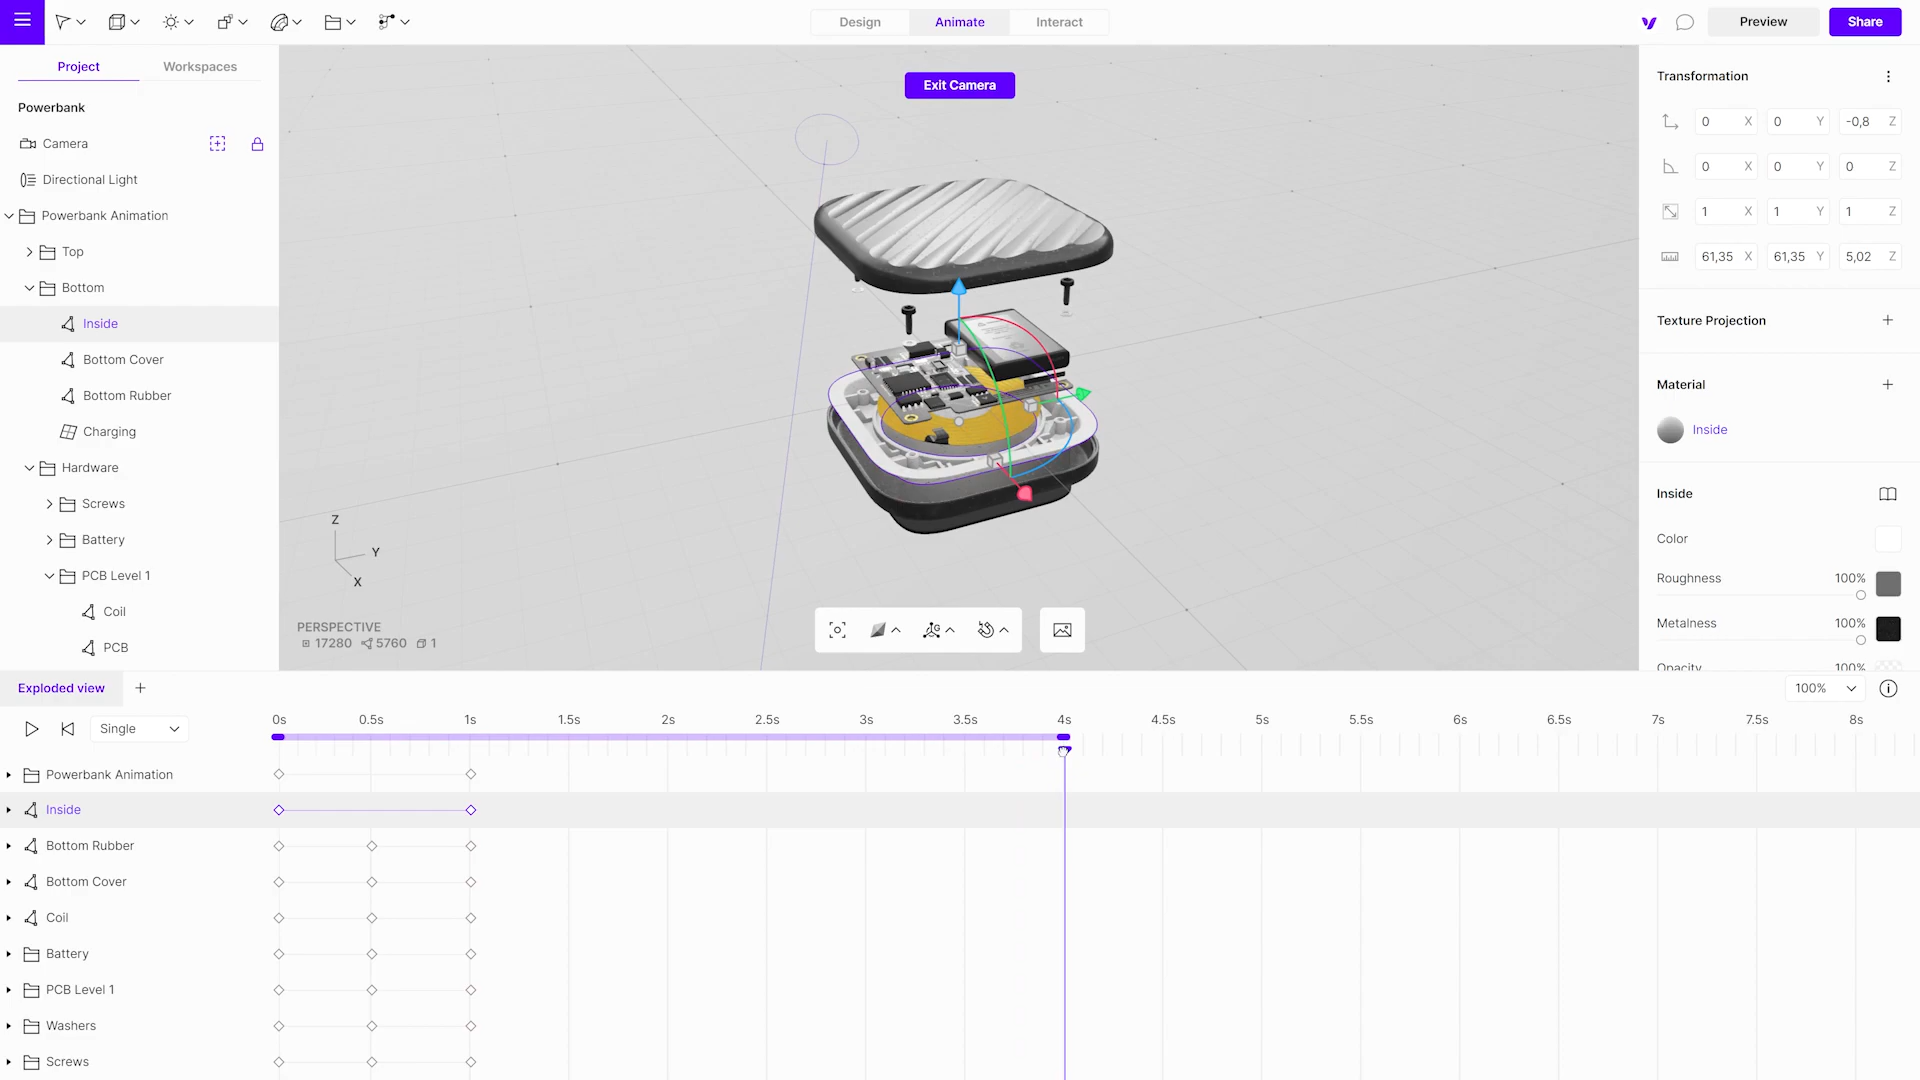 Design
Animate
Interact
Preview
Share
Project
Workspaces
Powerbank
Camera
Directional Light
Powerbank Animation
Top
Bottom
Inside
Bottom Cover
Bottom Rubber
Charging
Hardware
Screws
Battery
PCB Level 1
Coil
PCB
Exit Camera
Z
Y
X
PERSPECTIVE
17280 5760 1
Transformation
0 X 0 Y -0,8 Z
0 X 0 Y 0 Z
1 X 1 Y 1 Z
61,35 X 61,35 Y 5,02 Z
Texture Projection
Material
Inside
Inside
Color
Roughness 100%
Metalness 100%
Opacity 100%
Exploded view
100%
Single
0s 0.5s 1s 1.5s 2s 2.5s 3s 3.5s 4s 4.5s 5s 5.5s 6s 6.5s 7s 7.5s 8s
Powerbank Animation
Inside
Bottom Rubber
Bottom Cover
Coil
Battery
PCB Level 1
Washers
Screws